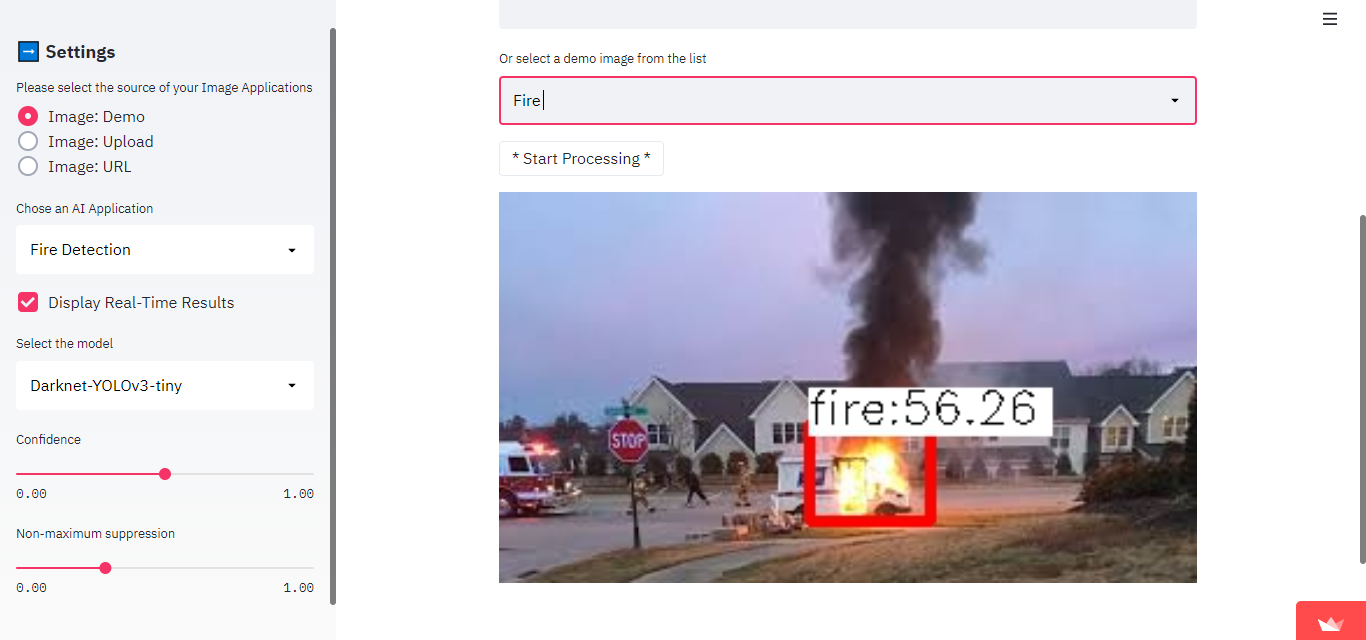 Settings
Please select the source of your Image Applications
Image: Demo
Image: Upload
Image: URL
Chose an AI Application
Fire Detection
Display Real-Time Results
Select the model
Darknet-YOLOv3-tiny
Confidence
0.00 1.00
Non-maximum suppression
0.00 1.00
Or select a demo image from the list
Fire
* Start Processing *
fire:56.26
STOP